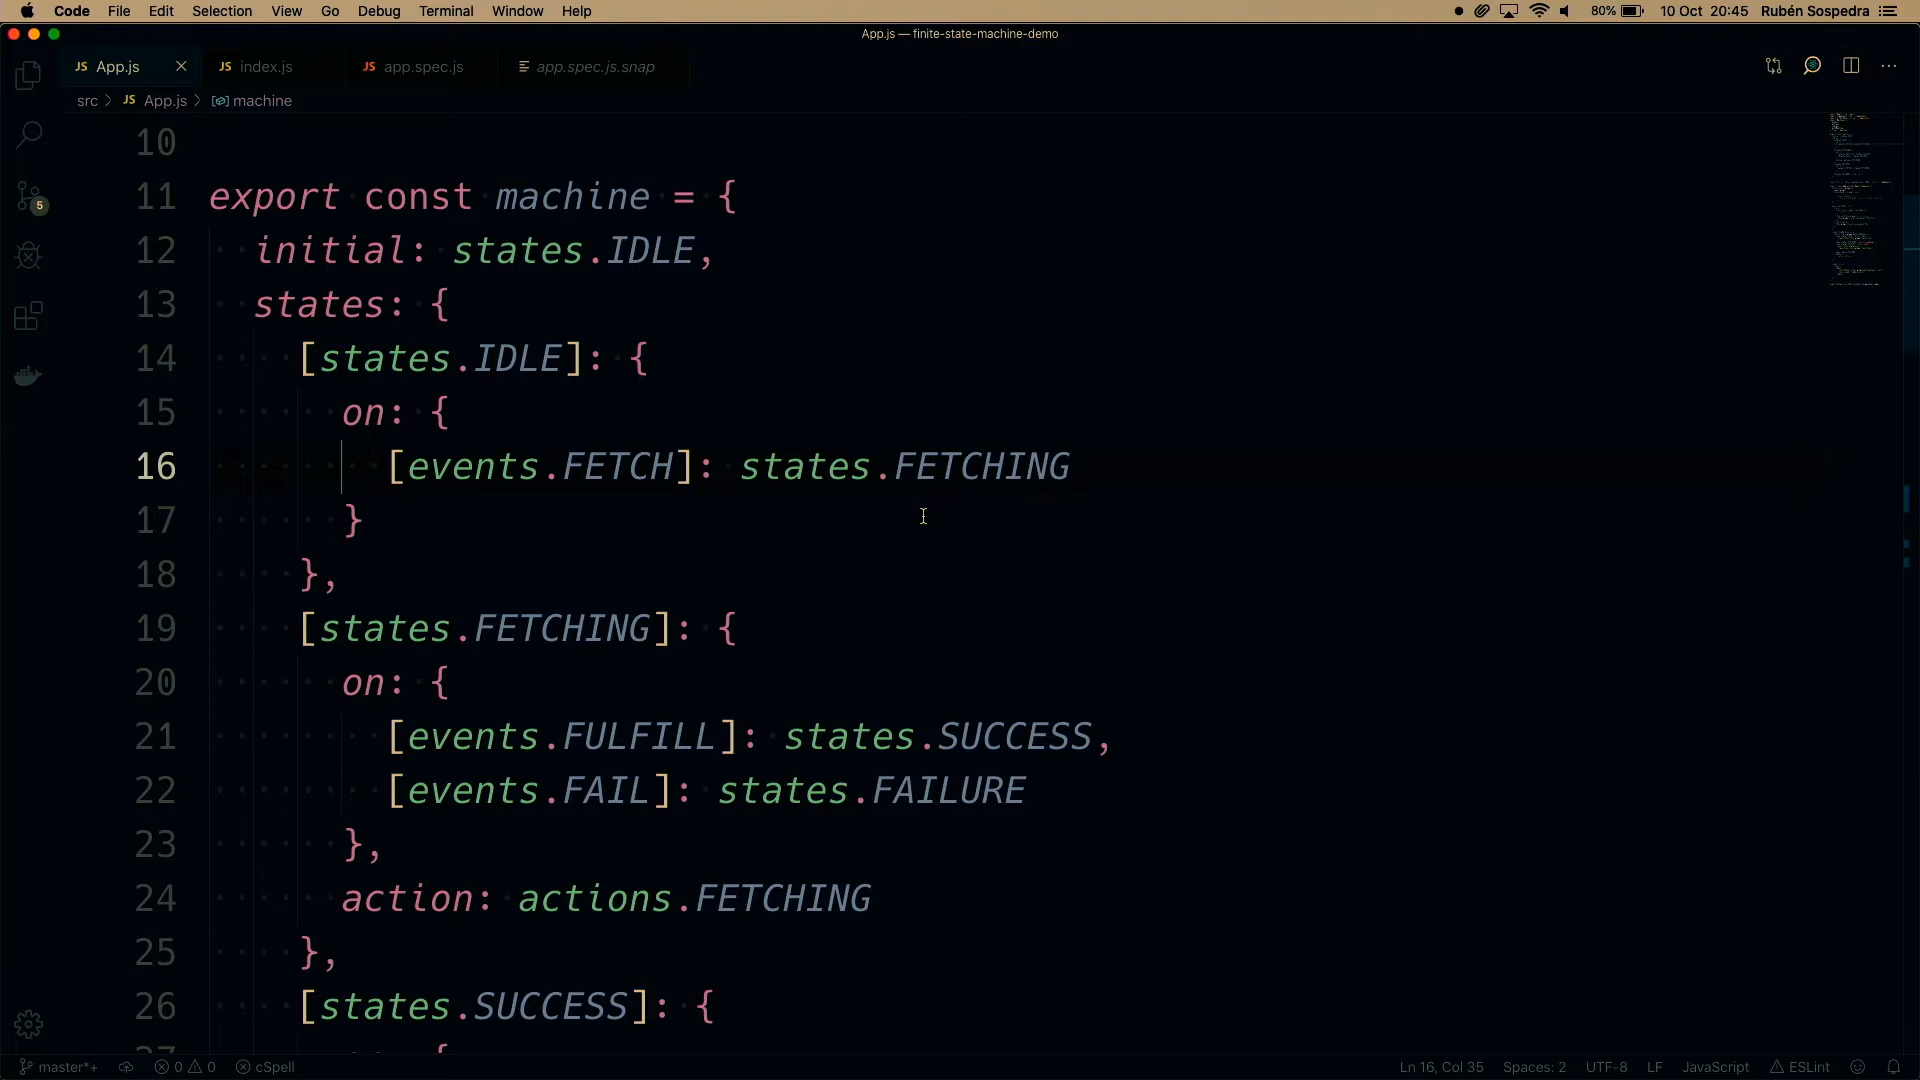 Code File Edit Selection View Go Debug Terminal Window Help 80% 10 Oct 20:45 Rubén Sospedra
App.js — finite-state-machine-demo
JS App.js JS index.js JS app.spec.js app.spec.js.snap
src > JS App.js > machine
10
11 export const machine = {
12 initial: states.IDLE,
13 states: {
14 [states.IDLE]: {
15 on: {
16 [events.FETCH]: states.FETCHING
17 }
18 },
19 [states.FETCHING]: {
20 on: {
21 [events.FULFILL]: states.SUCCESS,
22 [events.FAIL]: states.FAILURE
23 },
24 action: actions.FETCHING
25 },
26 [states.SUCCESS]: {
5
master*+ 0 0 cSpell Ln 16, Col 35 Spaces: 2 UTF-8 LF JavaScript ESLint